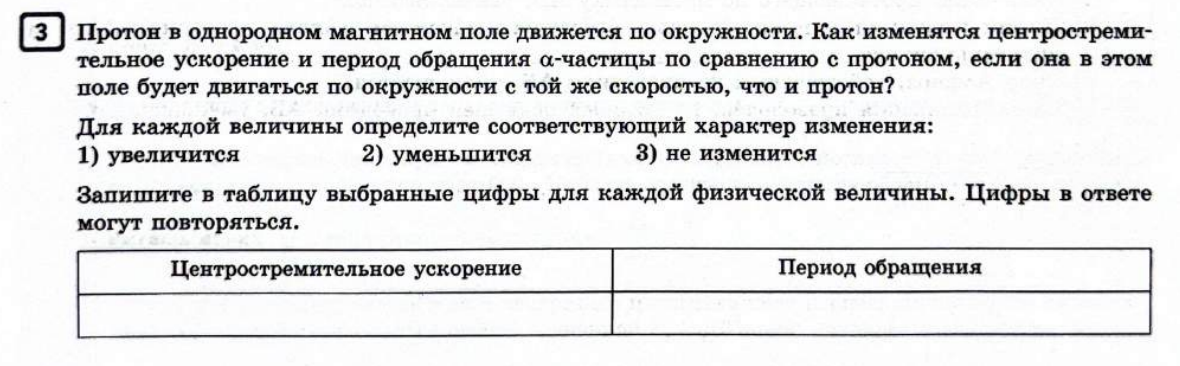 3 Протон в однородном магнитном поле движется по окружности. Как изменятся центростреми-
тельное ускорение и период обращения α-частицы по сравнению с протоном, если она в этом
поле будет двигаться по окружности с той же скоростью, что и протон?
Для каждой величины определите соответствующий характер изменения:
1) увеличится 2) уменьшится 3) не изменится
Запишите в таблицу выбранные цифры для каждой физической величины. Цифры в ответе
могут повторяться.
Центростремительное ускорение Период обращения